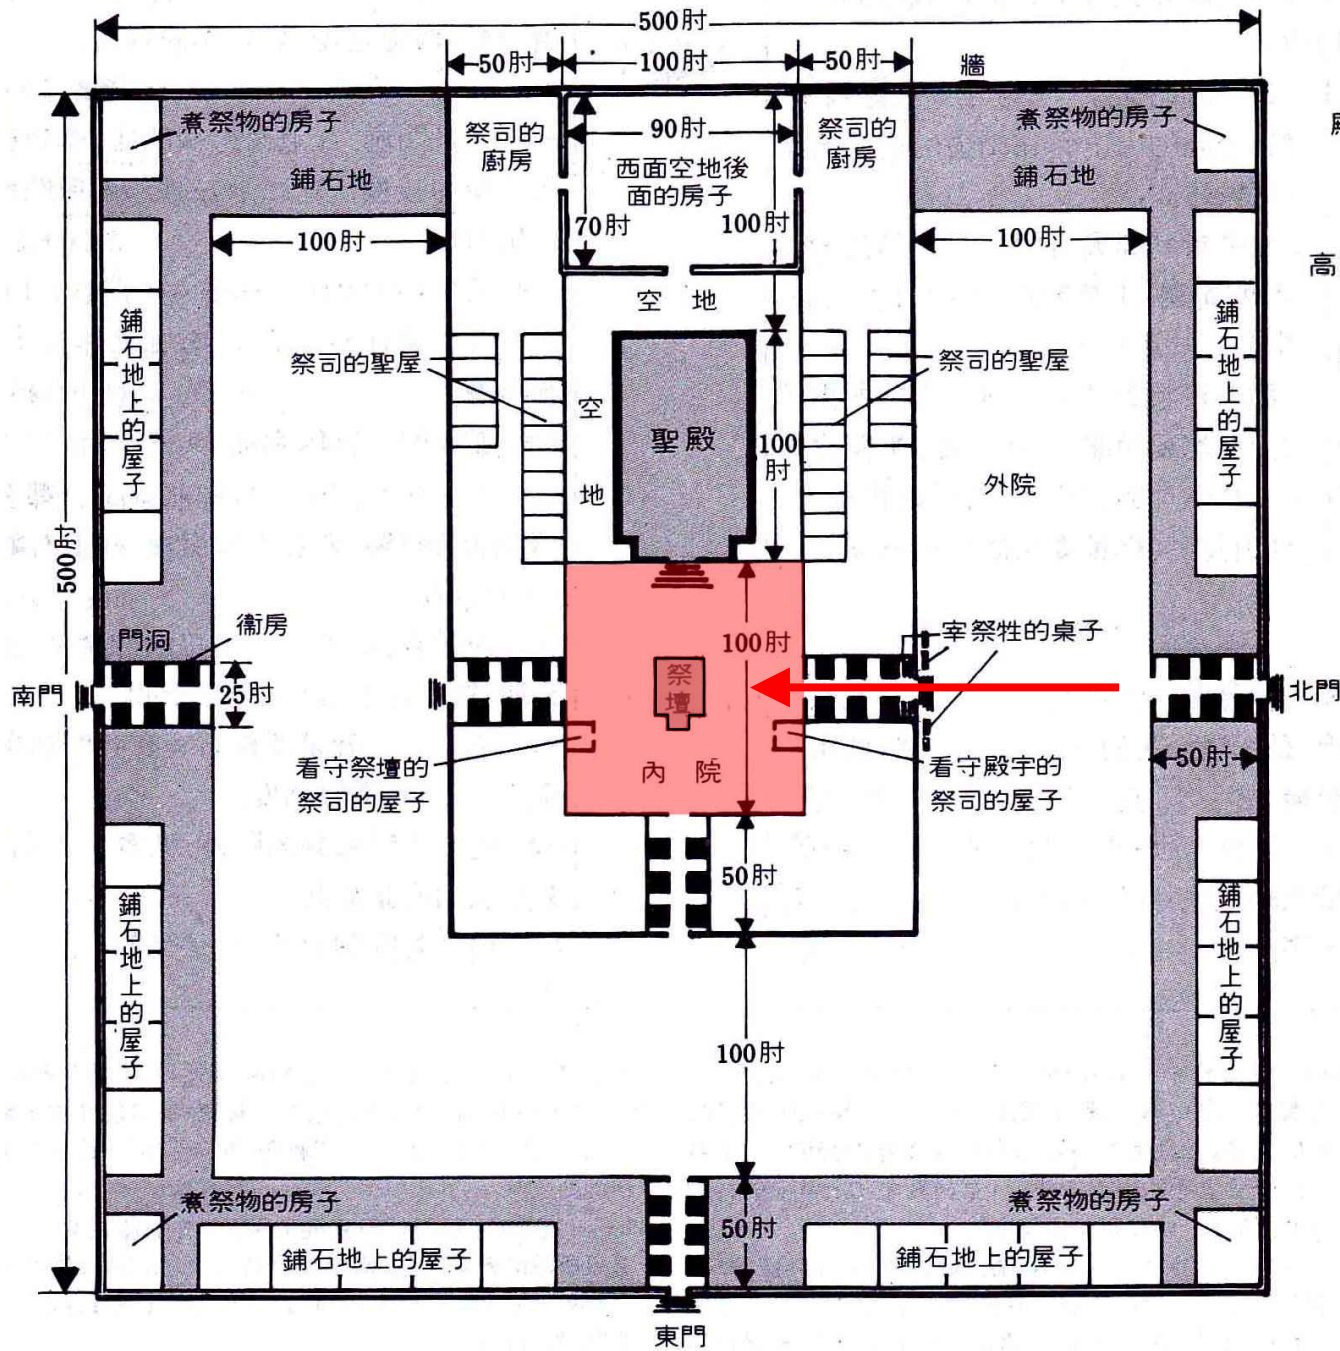 500肘
50肘
100肘
50肘
牆
煮祭物的房子
鋪石地
祭司的
廚房
90肘
西面空地後
面的房子
70肘
100肘
祭司的
廚房
煮祭物的房子
鋪石地
100肘
100肘
高
空地
鋪石地上的屋子
祭司的聖屋
空地
聖殿
100肘
祭司的聖屋
外院
鋪石地上的屋子
500肘
門洞
衞房
南門
25肘
100肘
祭壇
宰祭牲的桌子
北門
看守祭壇的
祭司的屋子
內院
看守殿宇的
祭司的屋子
50肘
50肘
鋪石地上的屋子
鋪石地上的屋子
100肘
煮祭物的房子
鋪石地上的屋子
50肘
煮祭物的房子
鋪石地上的屋子
東門